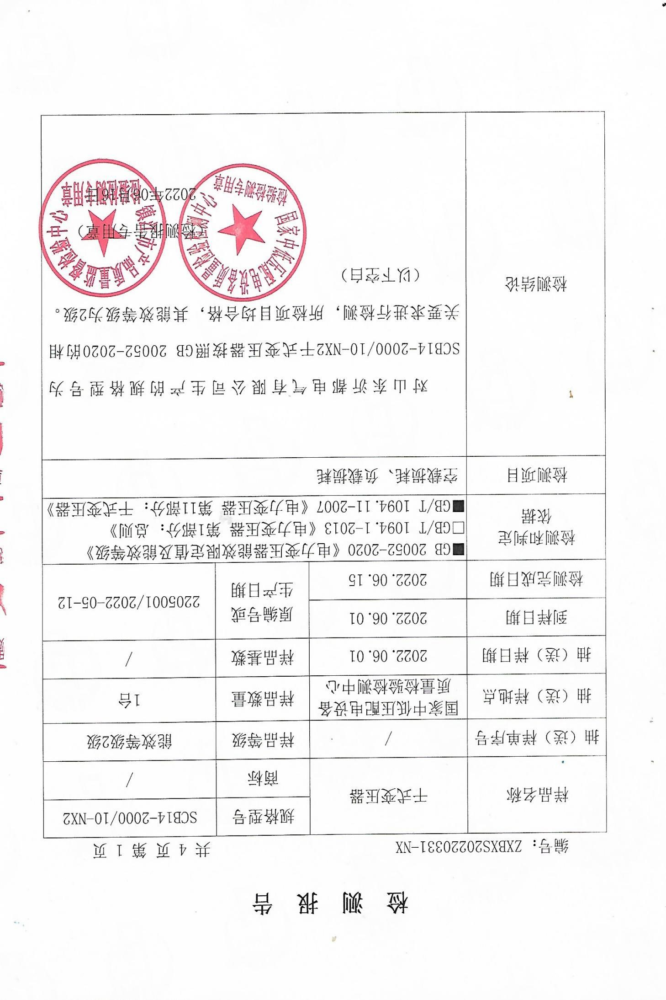 检测报告
编号：ZXBXS20220331-NX 共 4 页 第 1 页
样品名称 干式变压器 规格型号 SCB14-2000/10-NX2
商标 /
抽（送）样单序号 / 样品等级 能效等级2级
抽（送）样地点 国家中低压配电设备
质量检验检测中心 样品数量 1台
抽（送）样日期 2022.06.01 样品基数 /
到样日期 2022.06.01 原编号或
生产日期 2205001/2022-05-12
检测完成日期 2022.06.15
检测和判定
依据
■GB 20052-2020《电力变压器能效限定值及能效等级》
□GB/T 1094.1-2013《电力变压器 第1部分：总则》
■GB/T 1094.11-2007《电力变压器 第11部分：干式变压器》
检测项目 空载损耗、负载损耗
检测结论
对山东沂都电气有限公司生产的规格型号为
SCB14-2000/10-NX2干式变压器按照GB 20052-2020的相
关要求进行检测，所检项目均合格，其能效等级为2级。
（以下空白）
（检测报告专用章）
2022年06月16日
国家中低压配电设备质量检验检测中心
检验检测专用章
镇江市产品质量监督检验中心
检验检测专用章